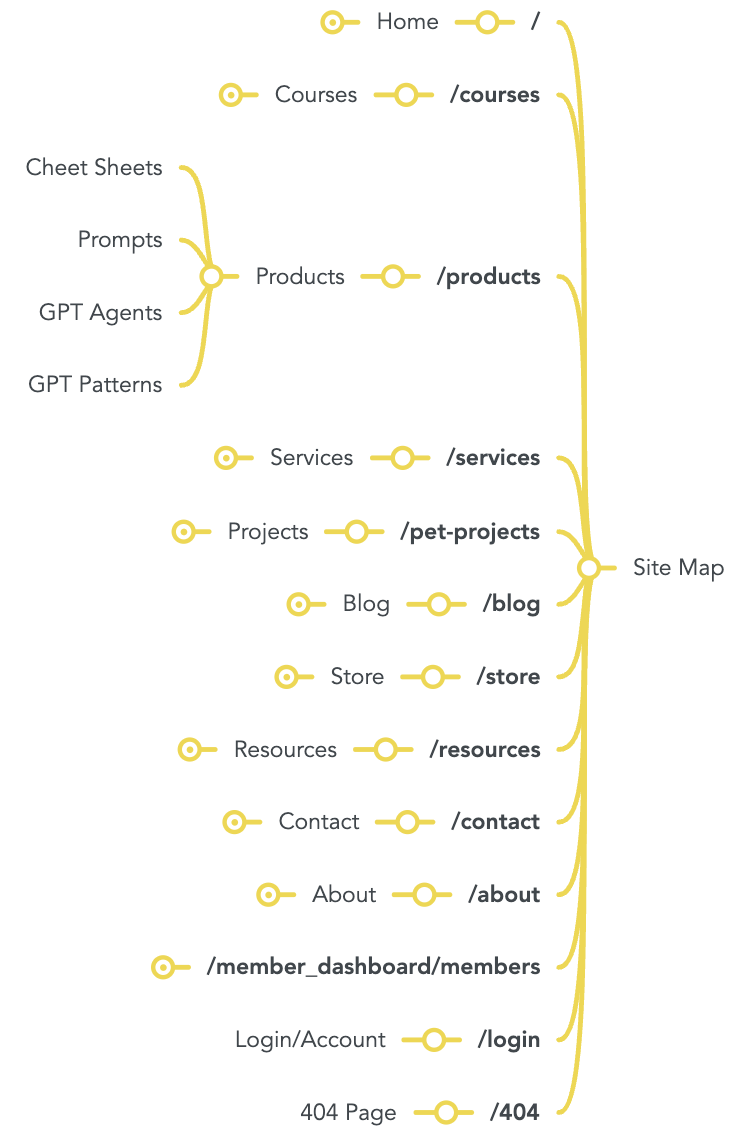 Home /
Courses /courses
Cheet Sheets
Prompts
Products /products
GPT Agents
GPT Patterns
Services /services
Projects /pet-projects
Site Map
Blog /blog
Store /store
Resources /resources
Contact /contact
About /about
/member_dashboard/members
Login/Account /login
404 Page /404